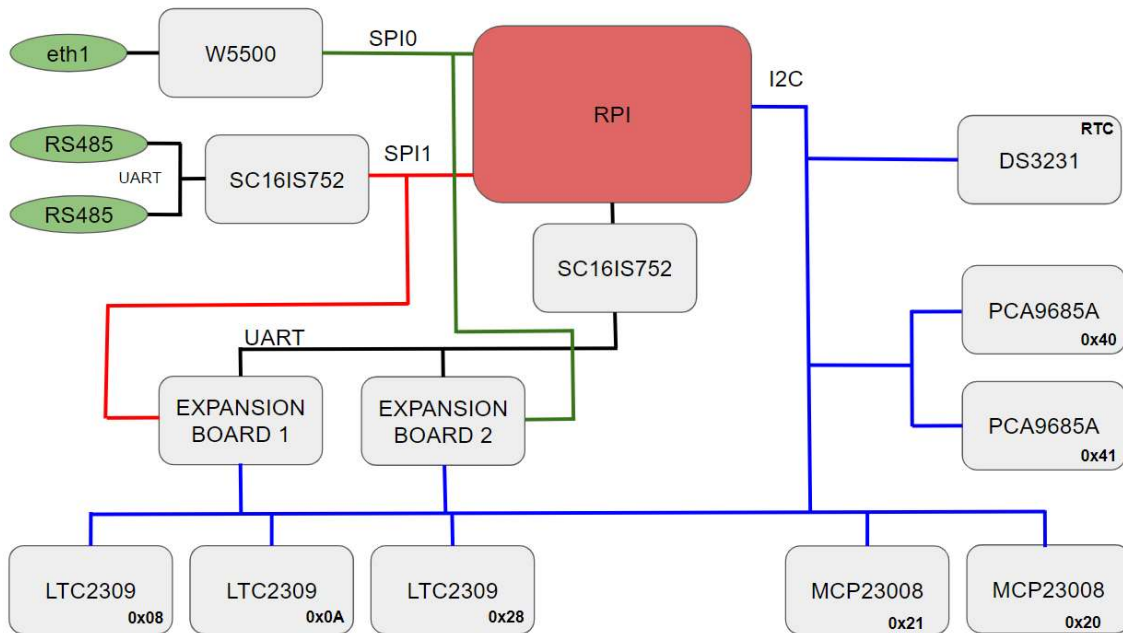 eth1
W5500
SPI0
RPI
I2C
RTC
DS3231
RS485
UART
RS485
SC16IS752
SPI1
SC16IS752
PCA9685A
0x40
UART
EXPANSION
BOARD 1
EXPANSION
BOARD 2
PCA9685A
0x41
LTC2309
0x08
LTC2309
0x0A
LTC2309
0x28
MCP23008
0x21
MCP23008
0x20